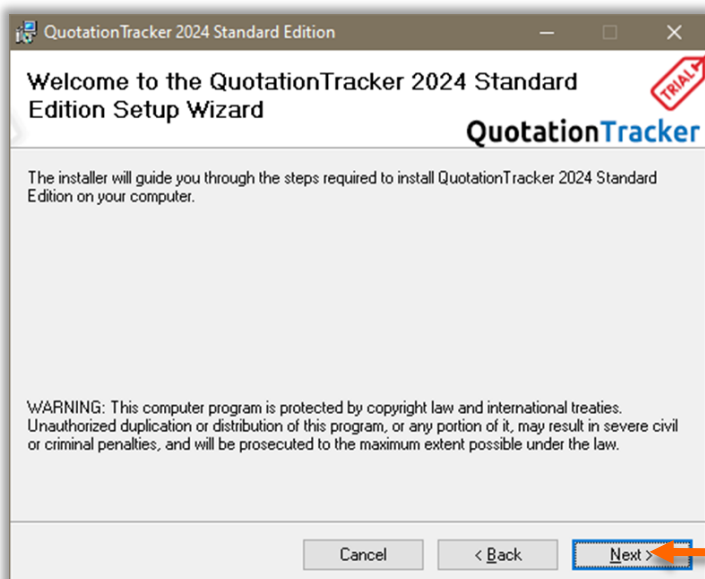 QuotationTracker 2024 Standard Edition
Welcome to the QuotationTracker 2024 Standard
Edition Setup Wizard
TRIAL
QuotationTracker
The installer will guide you through the steps required to install QuotationTracker 2024 Standard
Edition on your computer.
WARNING: This computer program is protected by copyright law and international treaties.
Unauthorized duplication or distribution of this program, or any portion of it, may result in severe civil
or criminal penalties, and will be prosecuted to the maximum extent possible under the law.
Cancel
< Back
Next >